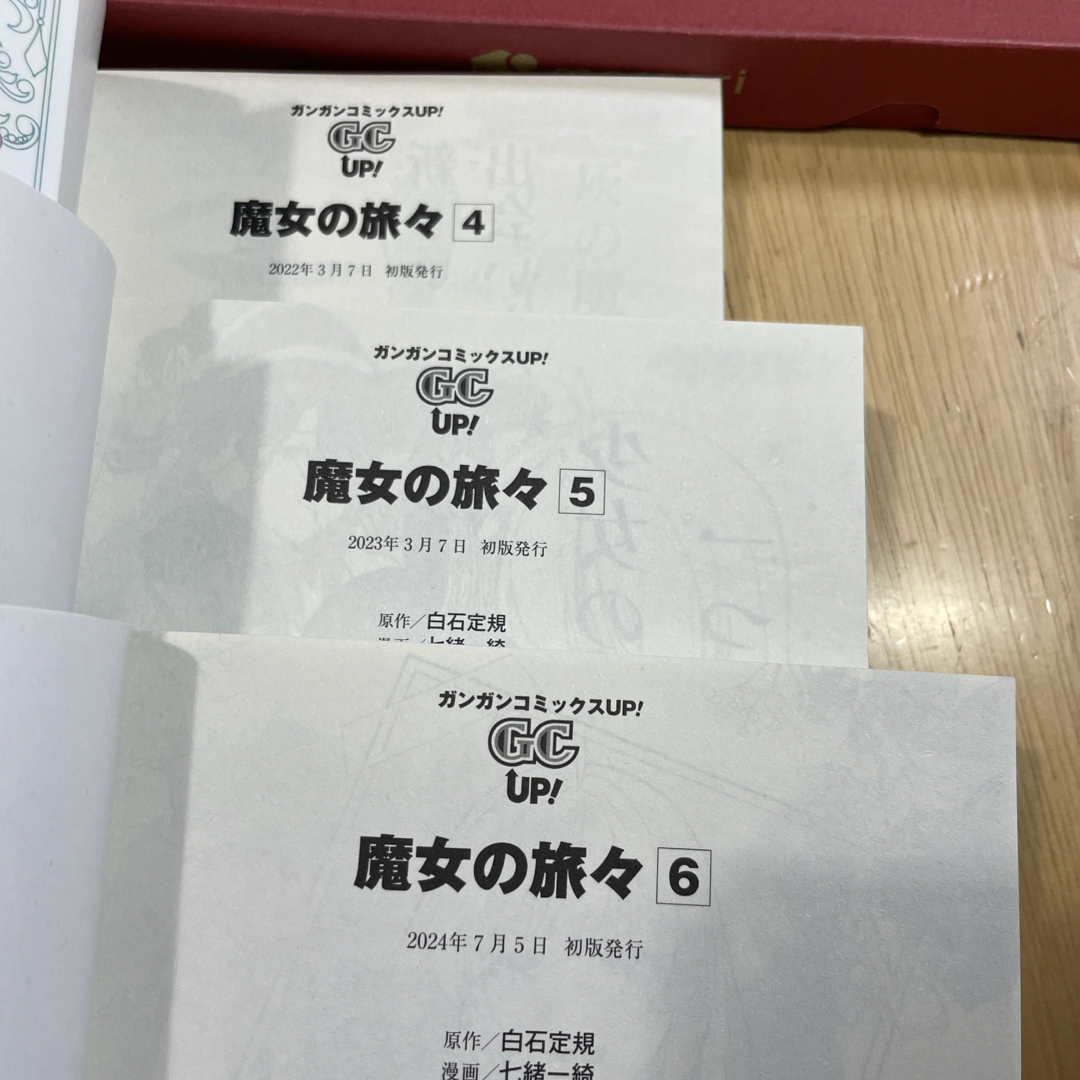 ガンガンコミックスUP!
GC
UP!
魔女の旅々 4
2022年3月7日 初版発行
ガンガンコミックスUP!
GC
UP!
魔女の旅々 5
2023年3月7日 初版発行
原作／白石定規
漫画／七緒一綺
ガンガンコミックスUP!
GC
UP!
魔女の旅々 6
2024年7月5日 初版発行
原作／白石定規
漫画／七緒一綺